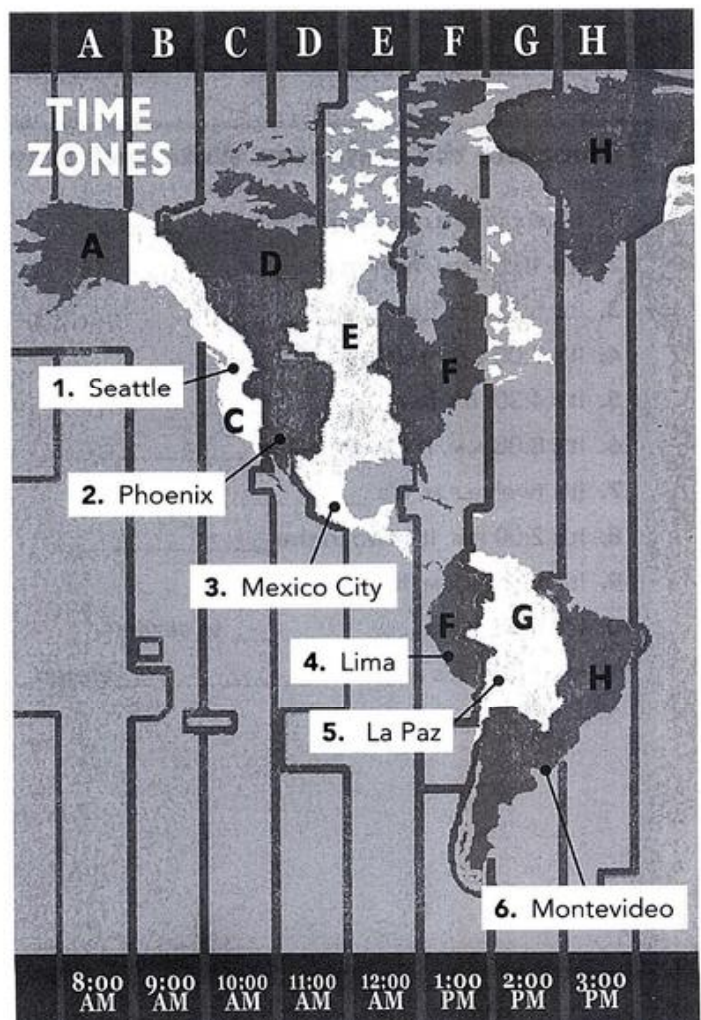 A B C D E F G H
TIME
ZONES
H
A
D
E
F
1. Seattle
C
2. Phoenix
3. Mexico City
F
G
4. Lima
H
5. La Paz
6. Montevideo
8:00 AM
9:00 AM
10:00 AM
11:00 AM
12:00 AM
1:00 PM
2:00 PM
3:00 PM